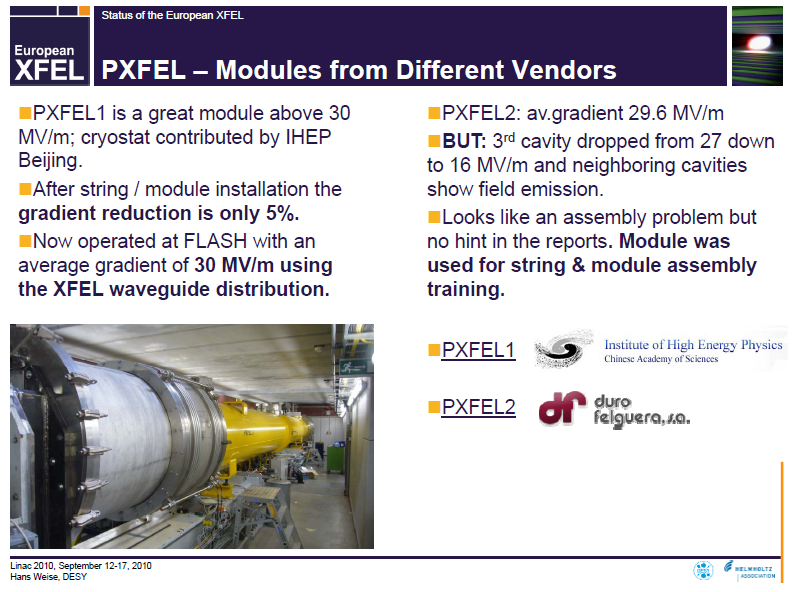 Status of the European XFEL
European
XFEL
PXFEL – Modules from Different Vendors
PXFEL1 is a great module above 30
MV/m; cryostat contributed by IHEP
Beijing.
After string / module installation the
gradient reduction is only 5%.
Now operated at FLASH with an
average gradient of 30 MV/m using
the XFEL waveguide distribution.
PXFEL2: av.gradient 29.6 MV/m
BUT: 3rd cavity dropped from 27 down
to 16 MV/m and neighboring cavities
show field emission.
Looks like an assembly problem but
no hint in the reports. Module was
used for string & module assembly
training.
PXFEL1
Institute of High Energy Physics
Chinese Academy of Sciences
PXFEL2
df
duro
felguera,s.a.
Linac 2010, September 12-17, 2010
Hans Weise, DESY
HELMHOLTZ
ASSOCIATION